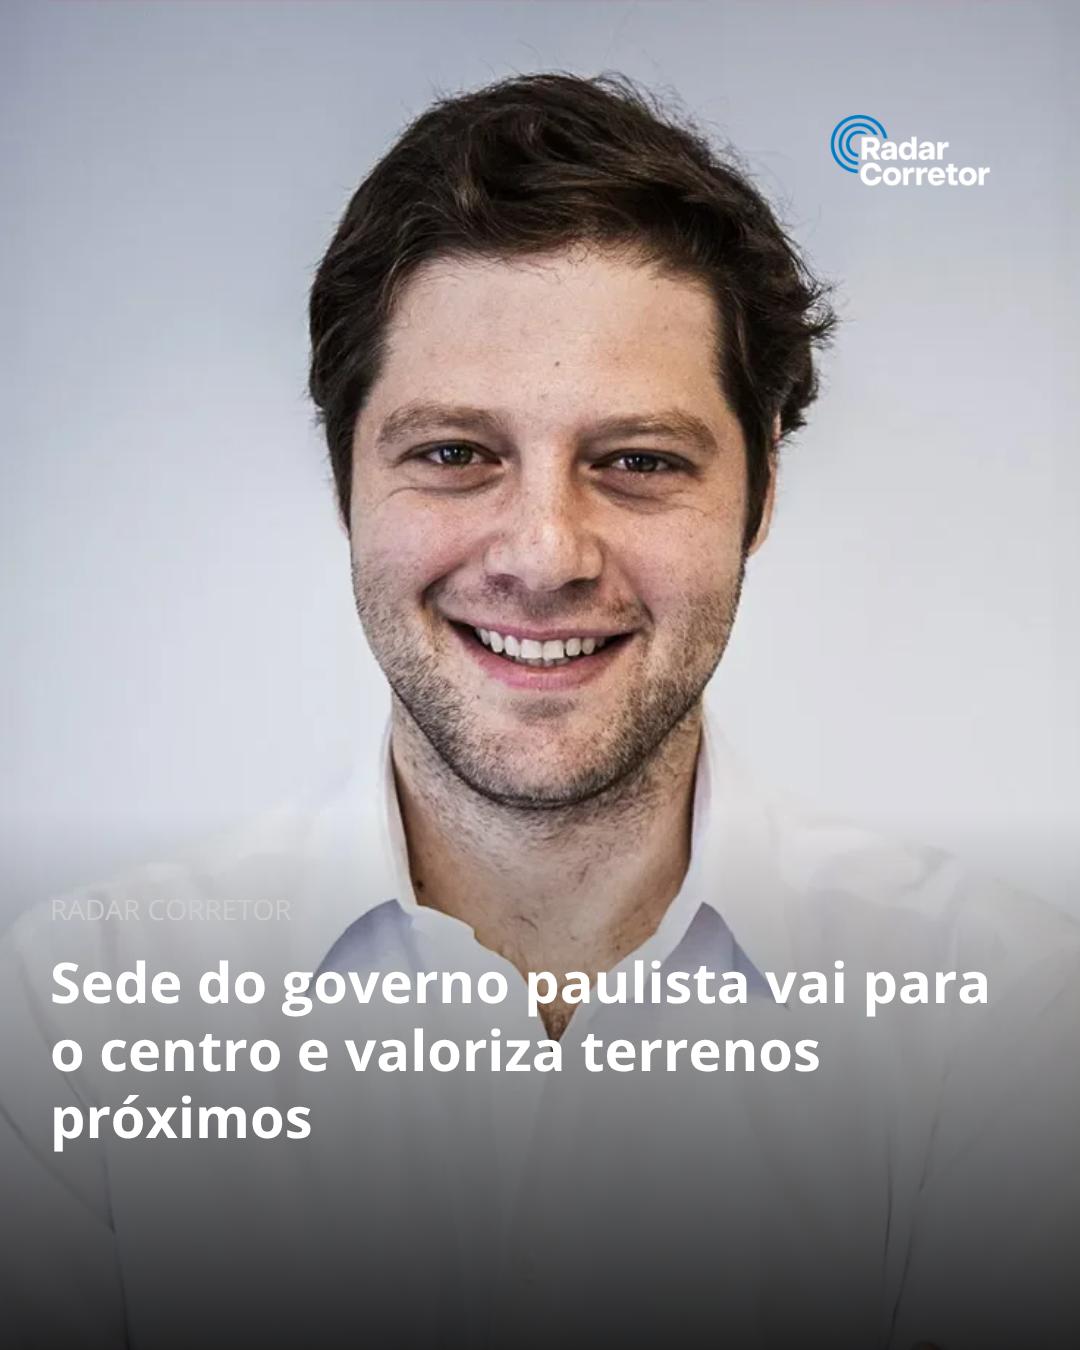 Radar
Corretor
RADAR CORRETOR
Sede do governo paulista vai para
o centro e valoriza terrenos
próximos